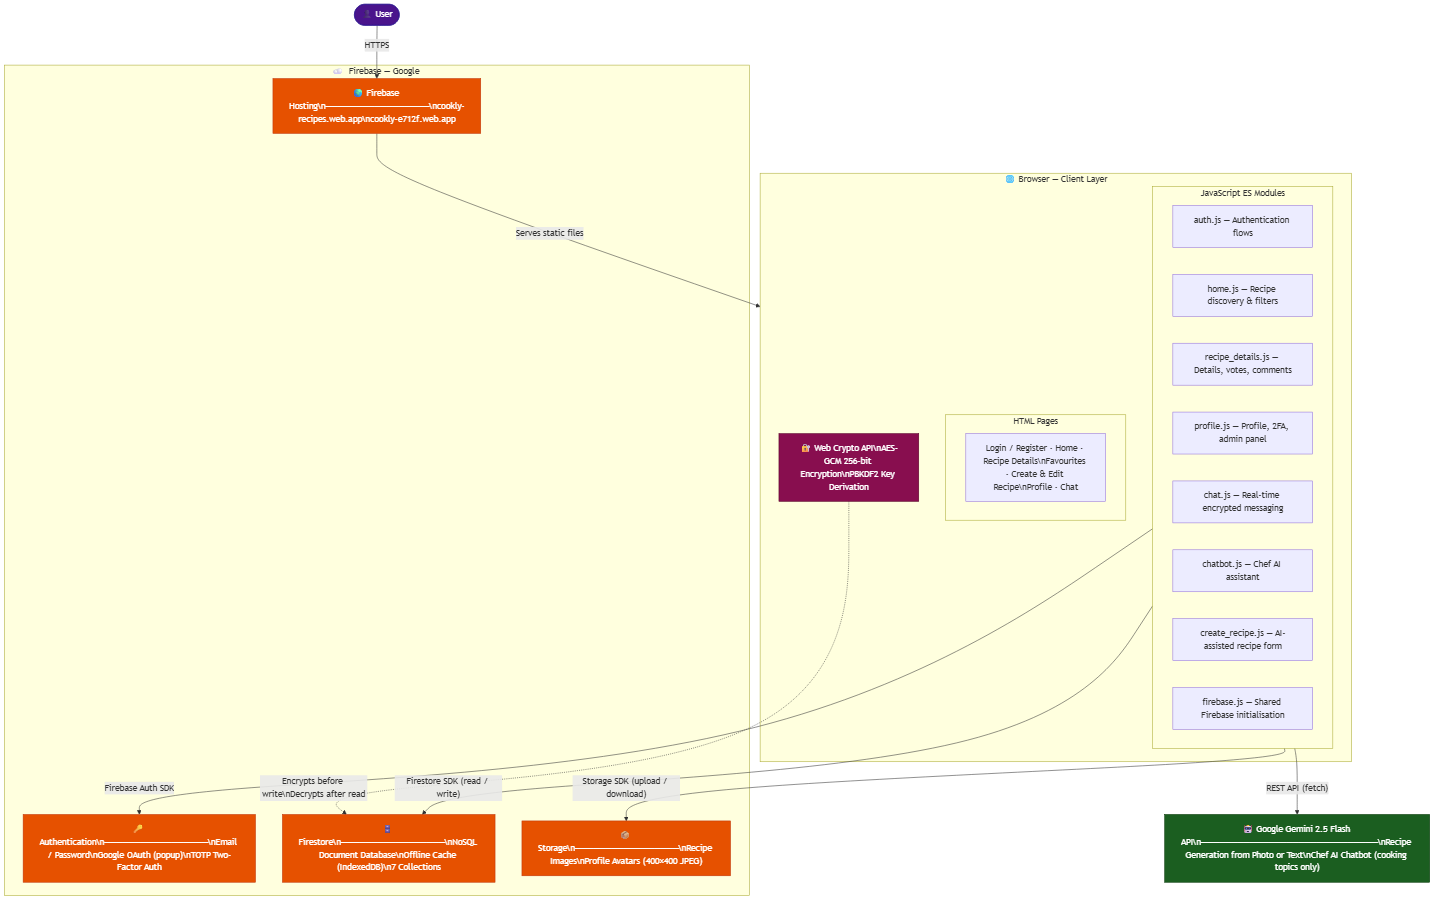 👤 User
HTTPS
☁️ Firebase — Google
🌍 Firebase
Hosting\n──────────────\ncookly-
recipes.web.app\ncookly-e712f.web.app
Serves static files
🌐 Browser — Client Layer
JavaScript ES Modules
auth.js — Authentication
flows
home.js — Recipe
discovery & filters
recipe_details.js —
Details, votes, comments
profile.js — Profile, 2FA,
admin panel
chat.js — Real-time
encrypted messaging
chatbot.js — Chef AI
assistant
create_recipe.js — AI-
assisted recipe form
firebase.js — Shared
Firebase initialisation
HTML Pages
Login / Register · Home ·
Recipe Details\nFavourites
· Create & Edit
Recipe\nProfile · Chat
🔐 Web Crypto API\nAES-
GCM 256-bit
Encryption\nPBKDF2 Key
Derivation
Firebase Auth SDK
Encrypts before
write\nDecrypts after read
Firestore SDK (read /
write)
Storage SDK (upload /
download)
REST API (fetch)
🔑
Authentication\n──────────────\nEmail
/ Password\nGoogle OAuth (popup)\nTOTP Two-
Factor Auth
Firestore\n──────────────\nNoSQL
Document Database\nOffline Cache
(IndexedDB)\n7 Collections
Storage\n──────────────\nRecipe
Images\nProfile Avatars (400×400 JPEG)
Google Gemini 2.5 Flash
API\n────────────────────────\nRecipe
Generation from Photo or Text\nChef AI Chatbot (cooking
topics only)